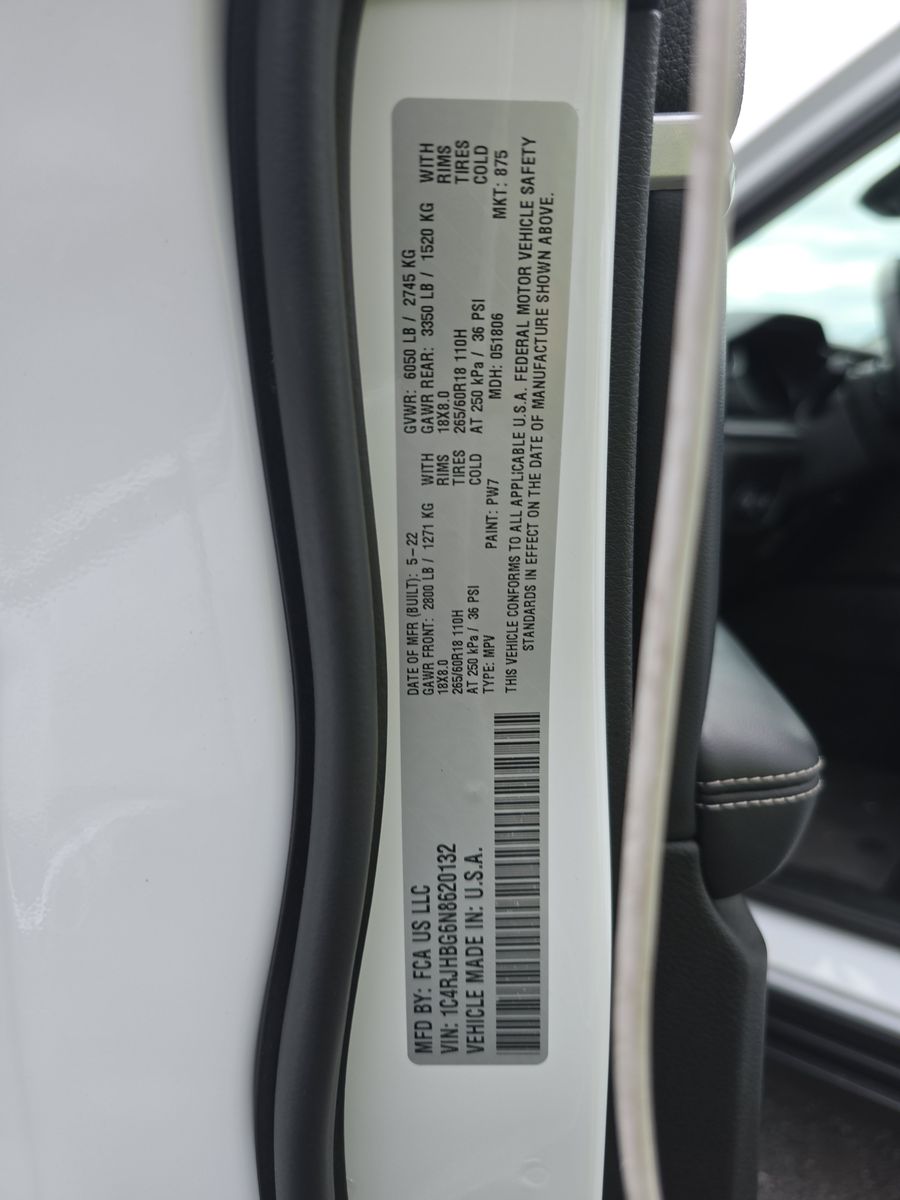 MFD BY: FCA US LLC
VIN: 1C4RJHBG6N8620132
VEHICLE MADE IN: U.S.A.
DATE OF MFR (BUILT): 5-22 GVWR: 6050 LB / 2745 KG
GAWR FRONT: 2800 LB / 1271 KG WITH GAWR REAR: 3350 LB / 1520 KG WITH
18X8.0 RIMS 18X8.0 RIMS
265/60R18 110H TIRES 265/60R18 110H TIRES
AT 250 kPa / 36 PSI COLD AT 250 kPa / 36 PSI COLD
TYPE: MPV PAINT: PW7 MDH: 051806 MKT: 875
THIS VEHICLE CONFORMS TO ALL APPLICABLE U.S.A. FEDERAL MOTOR VEHICLE SAFETY
STANDARDS IN EFFECT ON THE DATE OF MANUFACTURE SHOWN ABOVE.